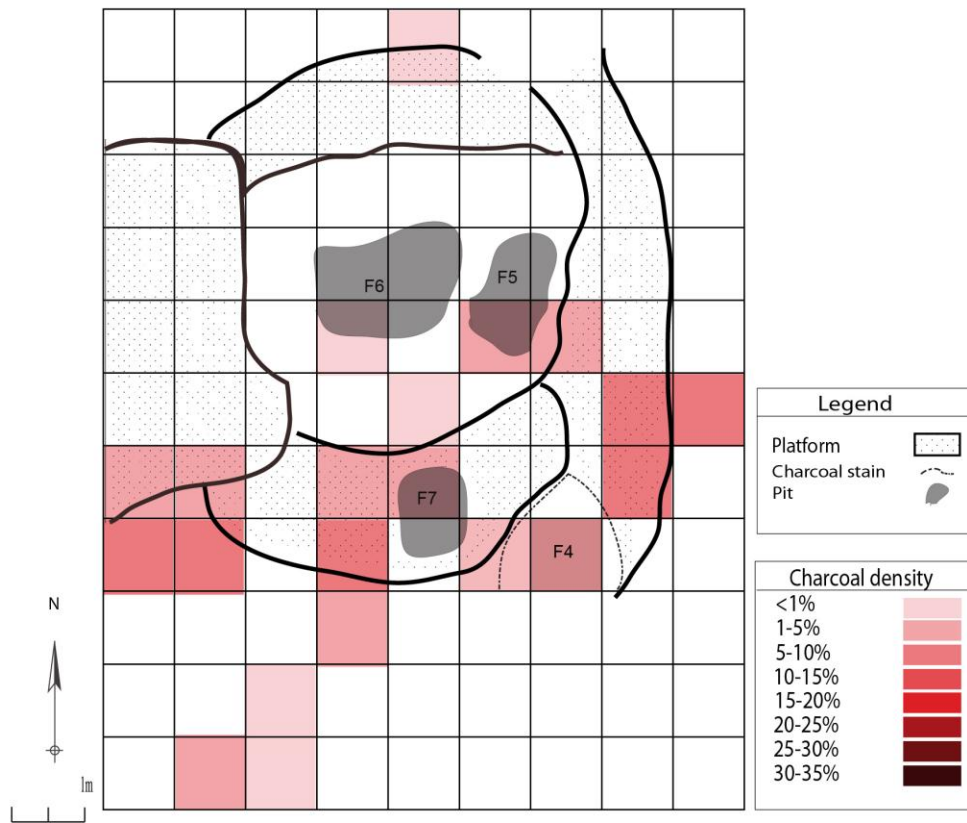 F6
F5
F7
F4
N
1m
Legend
Platform
Charcoal stain
Pit
Charcoal density
<1%
1-5%
5-10%
10-15%
15-20%
20-25%
25-30%
30-35%